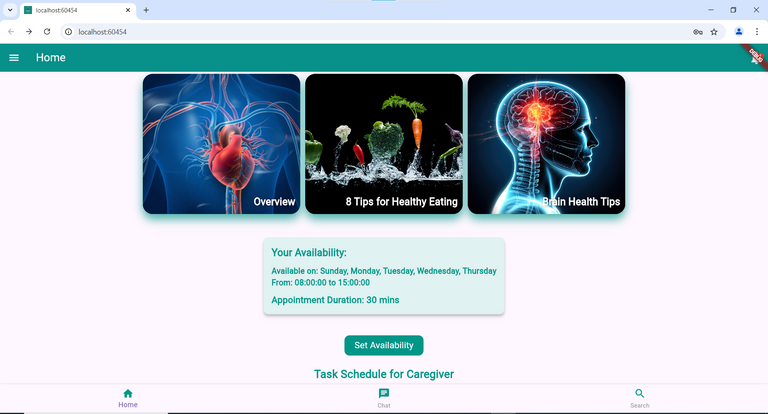 localhost:60454
localhost:60454
Home
DEBUG
Overview
8 Tips for Healthy Eating
Brain Health Tips
Your Availability:
Available on: Sunday, Monday, Tuesday, Wednesday, Thursday
From: 08:00:00 to 15:00:00
Appointment Duration: 30 mins
Set Availability
Task Schedule for Caregiver
Home
Chat
Search